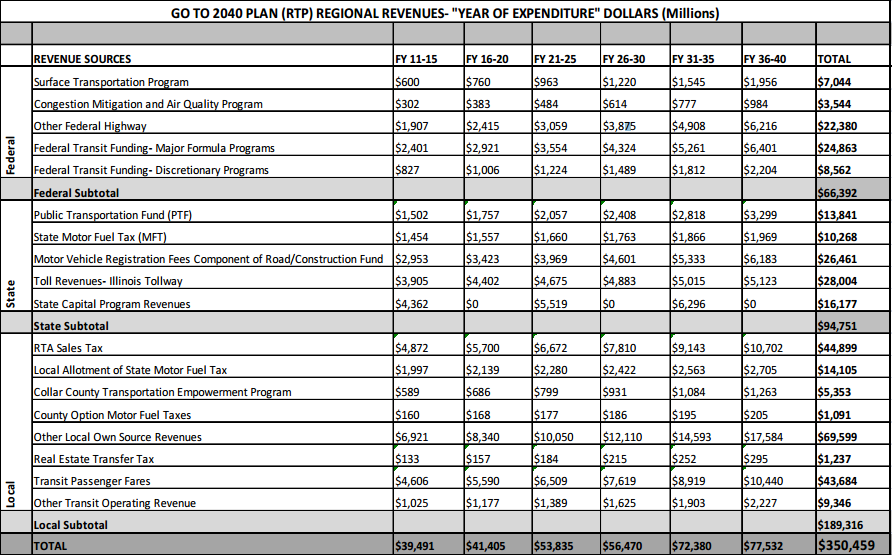 GO TO 2040 PLAN (RTP) REGIONAL REVENUES- "YEAR OF EXPENDITURE" DOLLARS (Millions)
REVENUE SOURCES FY 11-15 FY 16-20 FY 21-25 FY 26-30 FY 31-35 FY 36-40 TOTAL
Federal
Surface Transportation Program $600 $760 $963 $1,220 $1,545 $1,956 $7,044
Congestion Mitigation and Air Quality Program $302 $383 $484 $614 $777 $984 $3,544
Other Federal Highway $1,907 $2,415 $3,059 $3,875 $4,908 $6,216 $22,380
Federal Transit Funding- Major Formula Programs $2,401 $2,921 $3,554 $4,324 $5,261 $6,401 $24,863
Federal Transit Funding- Discretionary Programs $827 $1,006 $1,224 $1,489 $1,812 $2,204 $8,562
Federal Subtotal $66,392
State
Public Transportation Fund (PTF) $1,502 $1,757 $2,057 $2,408 $2,818 $3,299 $13,841
State Motor Fuel Tax (MFT) $1,454 $1,557 $1,660 $1,763 $1,866 $1,969 $10,268
Motor Vehicle Registration Fees Component of Road/Construction Fund $2,953 $3,423 $3,969 $4,601 $5,333 $6,183 $26,461
Toll Revenues- Illinois Tollway $3,905 $4,402 $4,675 $4,883 $5,015 $5,123 $28,004
State Capital Program Revenues $4,362 $0 $5,519 $0 $6,296 $0 $16,177
State Subtotal $94,751
Local
RTA Sales Tax $4,872 $5,700 $6,672 $7,810 $9,143 $10,702 $44,899
Local Allotment of State Motor Fuel Tax $1,997 $2,139 $2,280 $2,422 $2,563 $2,705 $14,105
Collar County Transportation Empowerment Program $589 $686 $799 $931 $1,084 $1,263 $5,353
County Option Motor Fuel Taxes $160 $168 $177 $186 $195 $205 $1,091
Other Local Own Source Revenues $6,921 $8,340 $10,050 $12,110 $14,593 $17,584 $69,599
Real Estate Transfer Tax $133 $157 $184 $215 $252 $295 $1,237
Transit Passenger Fares $4,606 $5,590 $6,509 $7,619 $8,919 $10,440 $43,684
Other Transit Operating Revenue $1,025 $1,177 $1,389 $1,625 $1,903 $2,227 $9,346
Local Subtotal $189,316
TOTAL $39,491 $41,405 $53,835 $56,470 $72,380 $77,532 $350,459